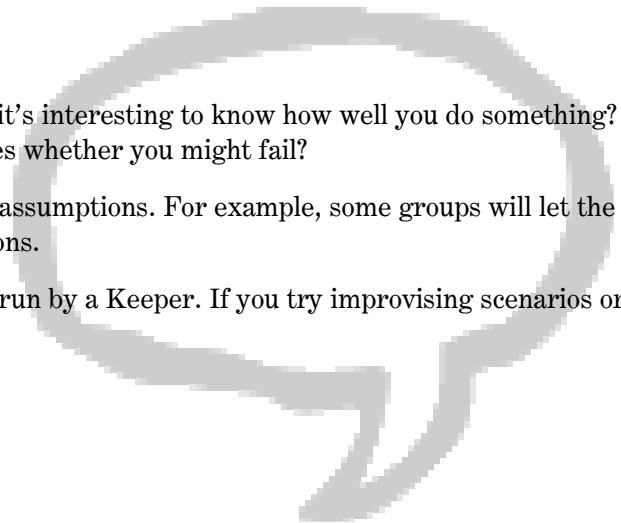 it’s interesting to know how well you do something?
es whether you might fail?
assumptions. For example, some groups will let the
ons.
run by a Keeper. If you try improvising scenarios or